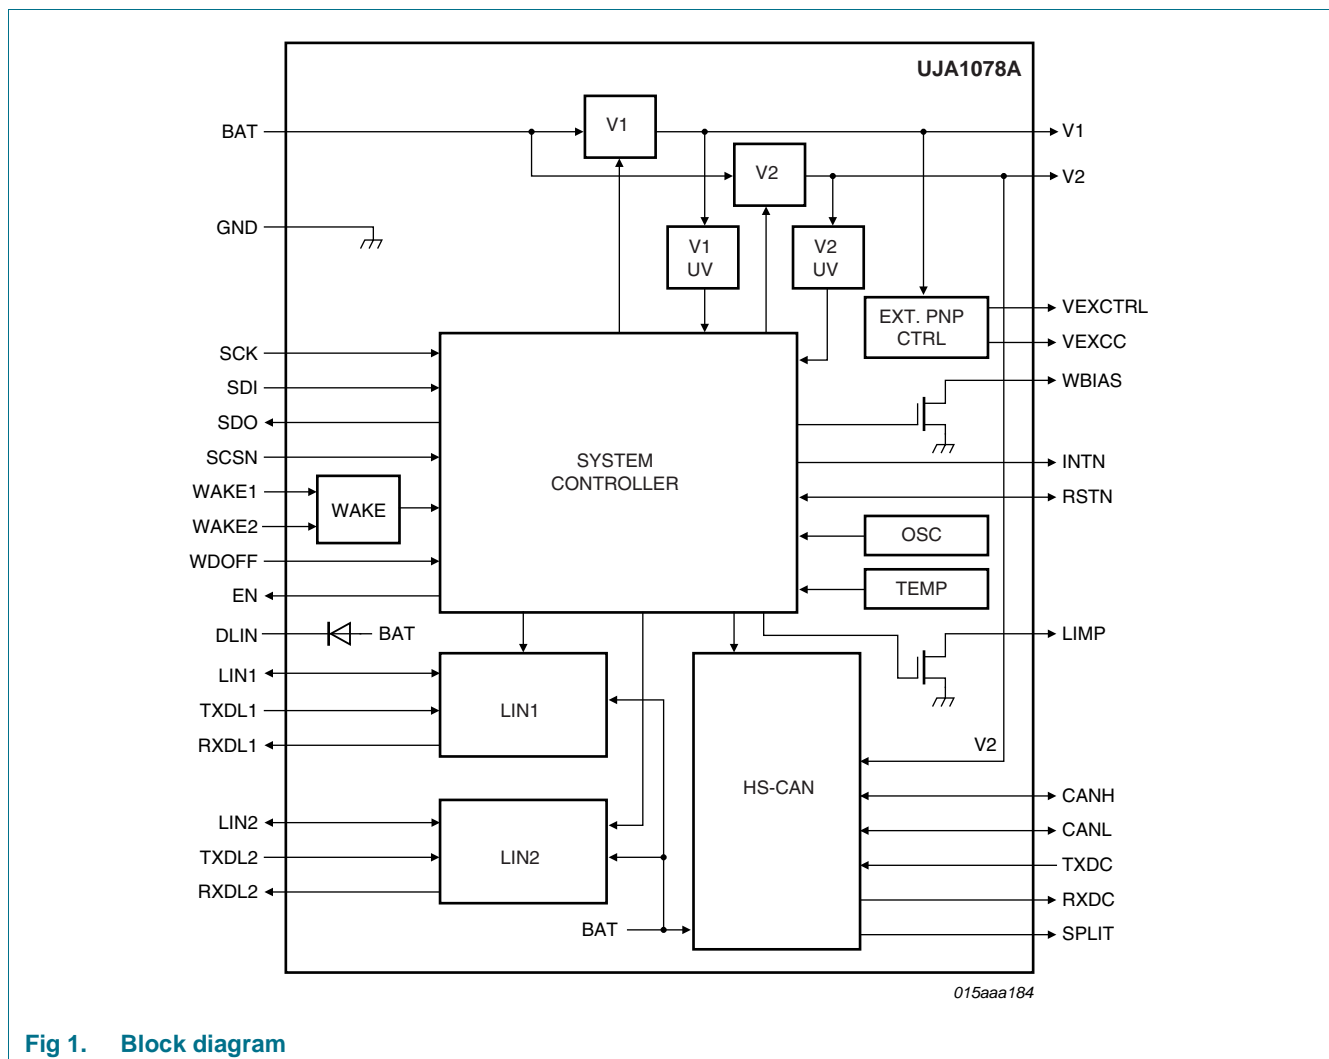 UJA1078A
V1
BAT
V1
V2
V2
GND
V1
UV
V2
UV
EXT. PNP
CTRL
VEXCTRL
VEXCC
SCK
SDI
SDO
SCSN
WAKE1
WAKE2
WAKE
WDOFF
EN
SYSTEM
CONTROLLER
WBIAS
INTN
RSTN
OSC
TEMP
DLIN
BAT
LIMP
LIN1
TXDL1
RXDL1
LIN1
V2
HS-CAN
LIN2
TXDL2
RXDL2
LIN2
BAT
CANH
CANL
TXDC
RXDC
SPLIT
015aaa184
Fig 1. Block diagram